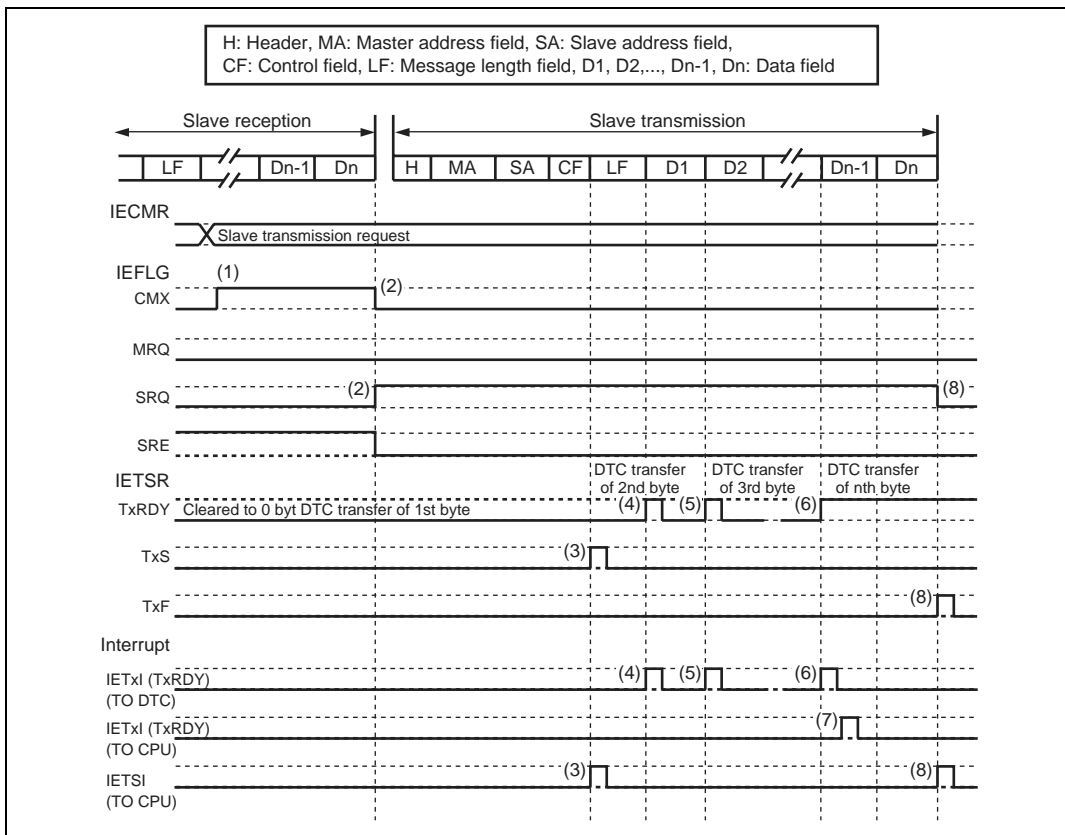 H: Header, MA: Master address field, SA: Slave address field,
CF: Control field, LF: Message length field, D1, D2,..., Dn-1, Dn: Data field
Slave reception
Slave transmission
LF Dn-1 Dn H MA SA CF LF D1 D2 Dn-1 Dn
IECMR
Slave transmission request
IEFLG
(1)
CMX
(2)
MRQ
SRQ
(2)
(8)
SRE
IETSR
DTC transfer of 2nd byte
DTC transfer of 3rd byte
DTC transfer of nth byte
TxRDY
Cleared to 0 byt DTC transfer of 1st byte
(4)
(5)
(6)
TxS
(3)
TxF
(8)
Interrupt
IETxI (TxRDY)
(TO DTC)
(4)
(5)
(6)
IETxI (TxRDY)
(TO CPU)
(7)
IETSI
(TO CPU)
(3)
(8)